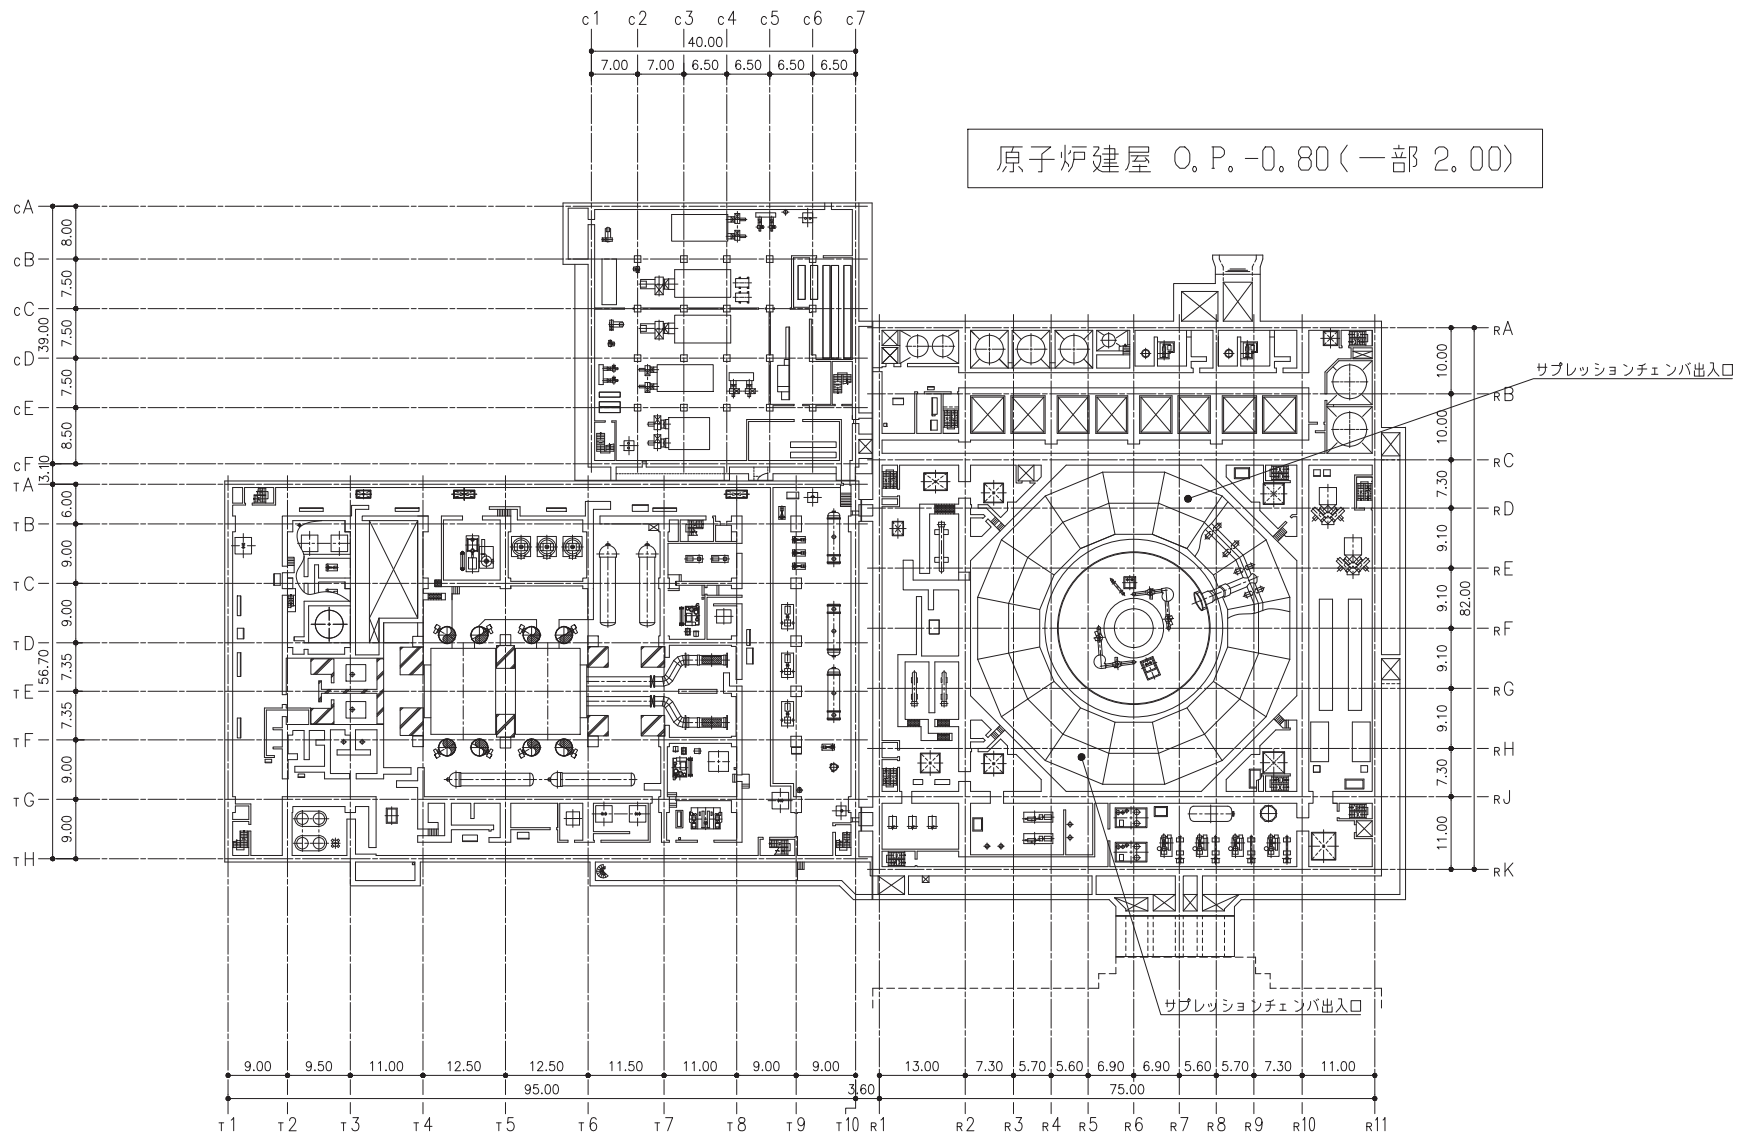 c1 c2 c3 c4 c5 c6 c7
40.00
7.00 7.00 6.50 6.50 6.50 6.50
原子炉建屋 O.P.-0.80(一部 2.00)
cA
8.00
cB
7.50
cC
39.00
7.50
cD
7.50
cE
8.50
cF
3.10
TA
6.00
TB
9.00
TC
9.00
TD
56.70
7.35
TE
7.35
TF
9.00
TG
9.00
TH
RA
10.00
サプレッションチェンバ出入口
RB
10.00
RC
7.30
RD
9.10
RE
9.10
82.00
RF
9.10
RG
9.10
RH
7.30
RJ
11.00
RK
サプレッションチェンバ出入口
9.00 9.50 11.00 12.50 12.50 11.50 11.00 9.00 9.00 13.00 7.30 5.70 5.60 6.90 6.90 5.60 5.70 7.30 11.00
95.00 3.60 75.00
T1 T2 T3 T4 T5 T6 T7 T8 T9 T10 R1 R2 R3 R4 R5 R6 R7 R8 R9 R10 R11